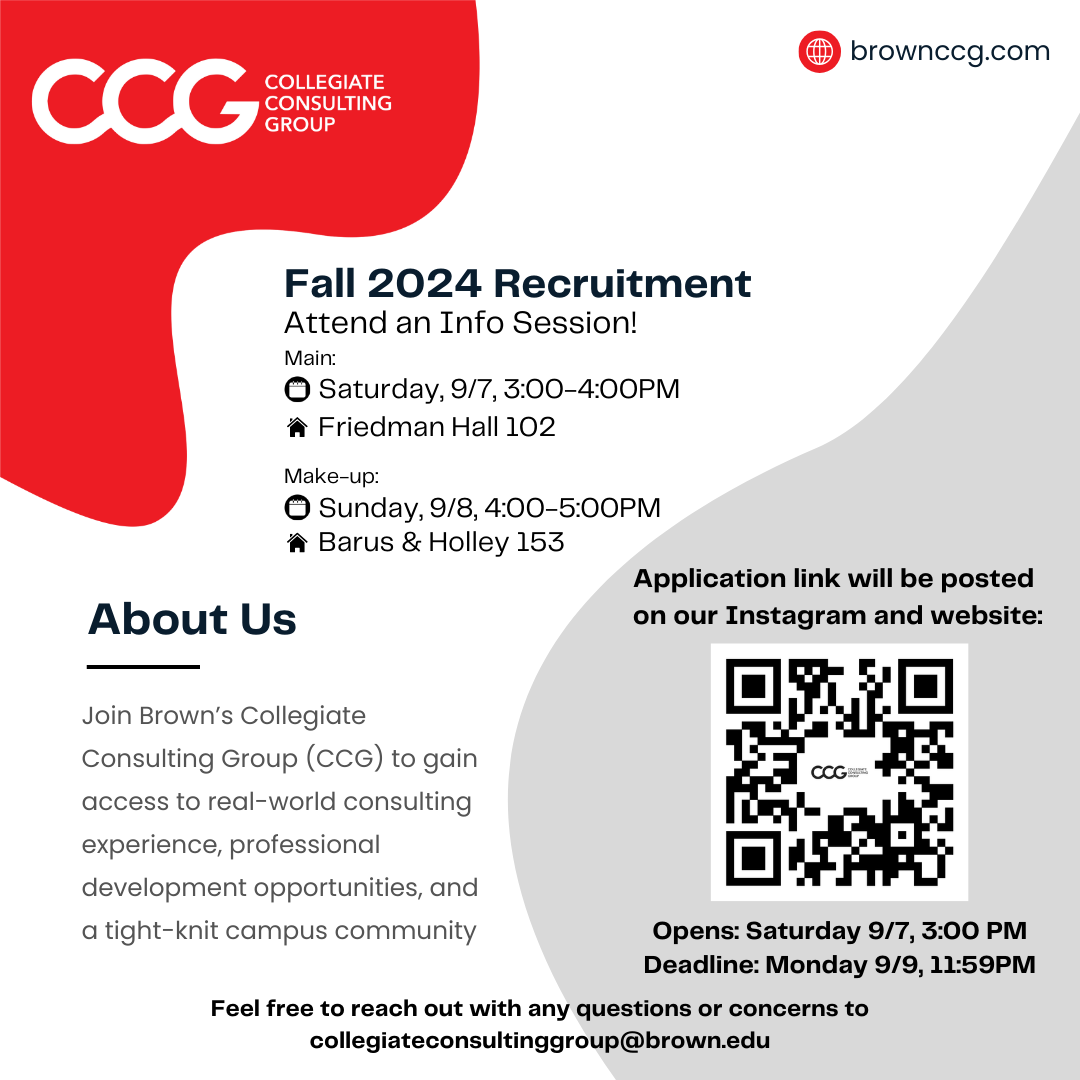 CCG COLLEGIATE
CONSULTING
GROUP
brownccg.com
Fall 2024 Recruitment
Attend an Info Session!
Main:
Saturday, 9/7, 3:00-4:00PM
Friedman Hall 102
Make-up:
Sunday, 9/8, 4:00-5:00PM
Barus & Holley 153
About Us
Join Brown’s Collegiate
Consulting Group (CCG) to gain
access to real-world consulting
experience, professional
development opportunities, and
a tight-knit campus community
Application link will be posted
on our Instagram and website:
CCG COLLEGIATE
CONSULTING
GROUP
Opens: Saturday 9/7, 3:00 PM
Deadline: Monday 9/9, 11:59PM
Feel free to reach out with any questions or concerns to
collegiateconsultinggroup@brown.edu